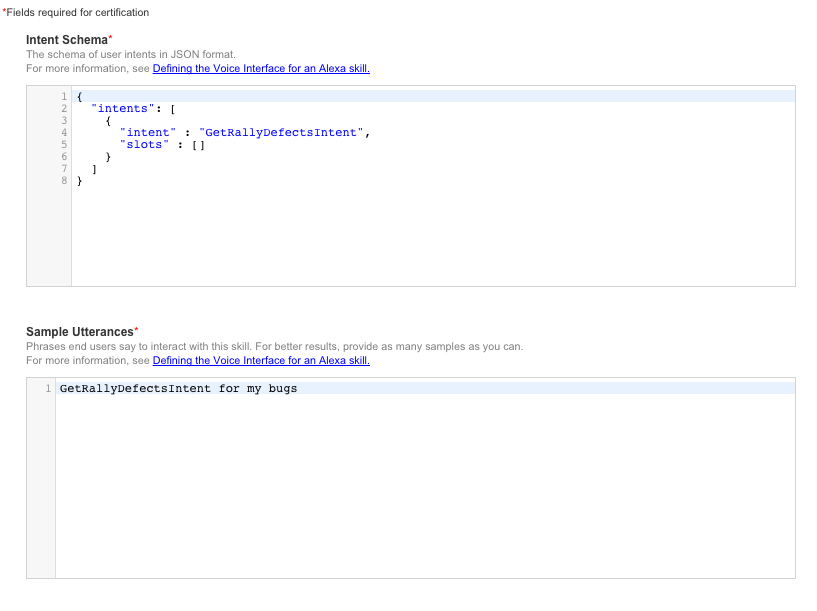 *Fields required for certification
Intent Schema*
The schema of user intents in JSON format.
For more information, see Defining the Voice Interface for an Alexa skill.
1 {
2   "intents": [
3     {
4       "intent" : "GetRallyDefectsIntent",
5       "slots" : []
6     }
7   ]
8 }
Sample Utterances*
Phrases end users say to interact with this skill. For better results, provide as many samples as you can.
For more information, see Defining the Voice Interface for an Alexa skill.
1 GetRallyDefectsIntent for my bugs